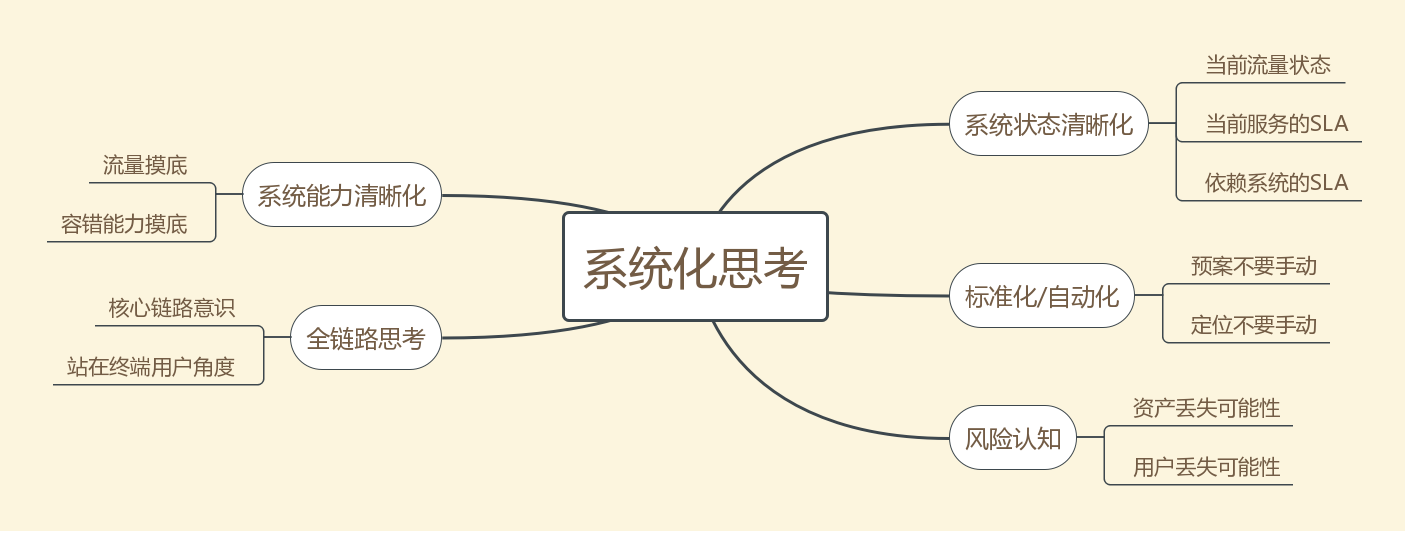 系统化思考
系统状态清晰化
当前流量状态
当前服务的SLA
依赖系统的SLA
标准化/自动化
预案不要手动
定位不要手动
风险认知
资产丢失可能性
用户丢失可能性
系统能力清晰化
流量摸底
容错能力摸底
全链路思考
核心链路意识
站在终端用户角度